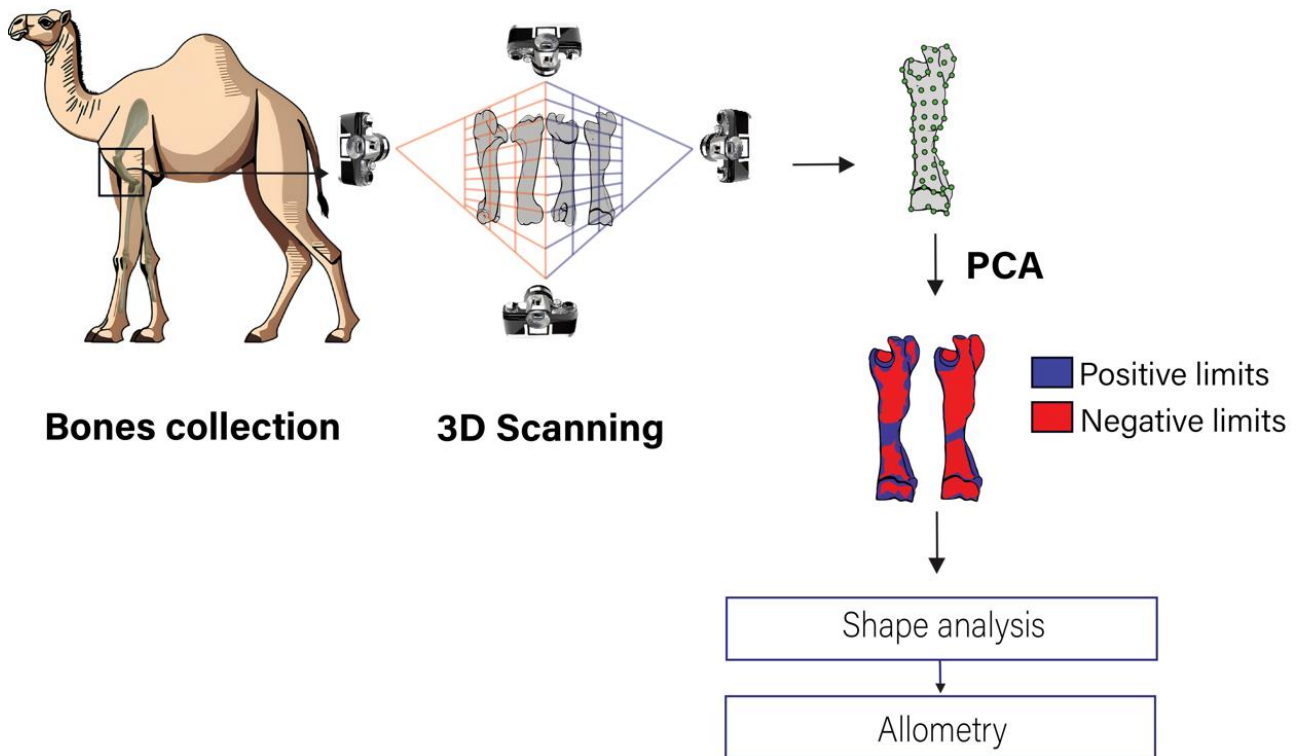 PCA
Positive limits
Negative limits
Bones collection
3D Scanning
Shape analysis
Allometry